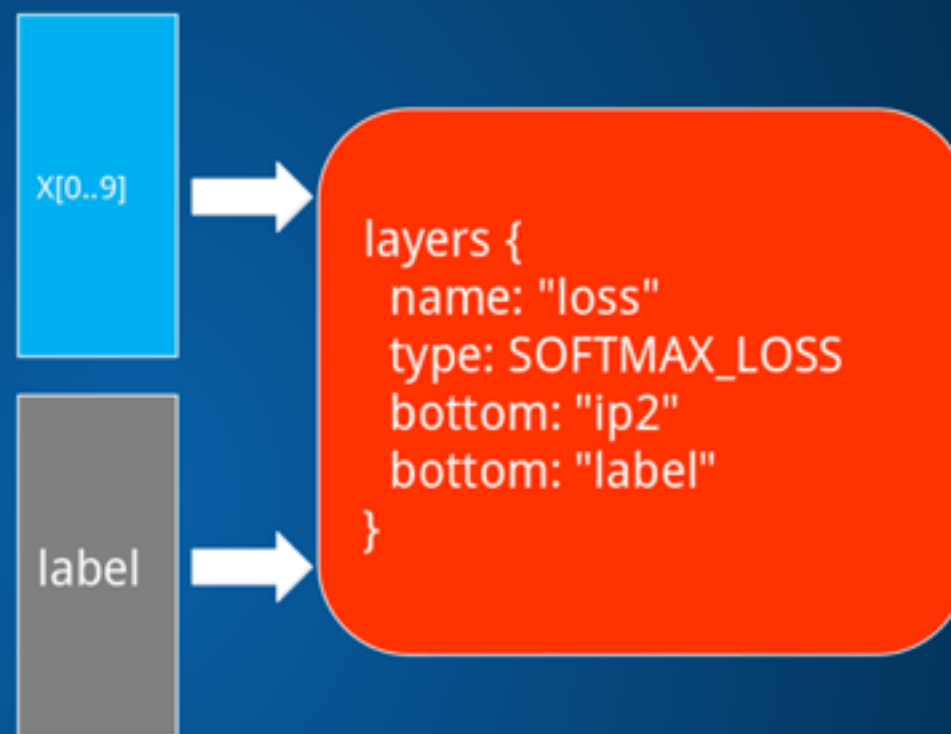 X[0..9]
label
layers {
name: "loss"
type: SOFTMAX_LOSS
bottom: "ip2"
bottom: "label"
}